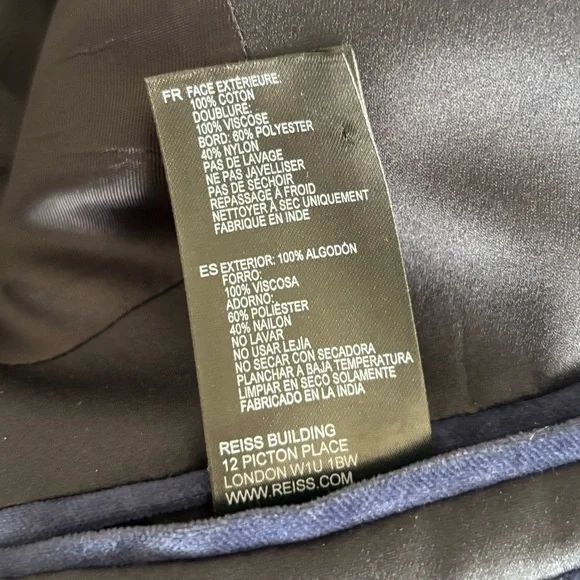 FR FACE EXTÉRIEURE:
100% COTON
DOUBLURE:
100% VISCOSE
BORD: 60% POLYESTER
40% NYLON
PAS DE LAVAGE
NE PAS JAVELLISER
PAS DE SÉCHOIR
REPASSAGE À FROID
NETTOYER À SEC UNIQUEMENT
FABRIQUÉ EN INDE
ES EXTERIOR: 100% ALGODÓN
FORRO:
100% VISCOSA
ADORNO:
60% POLIÉSTER
40% NAILON
NO LAVAR
NO USAR LEJÍA
NO SECAR CON SECADORA
PLANCHAR A BAJA TEMPERATURA
LIMPIAR EN SECO SOLAMENTE
FABRICADO EN LA INDIA
REISS BUILDING
12 PICTON PLACE
LONDON W1U 1BW
WWW.REISS.COM